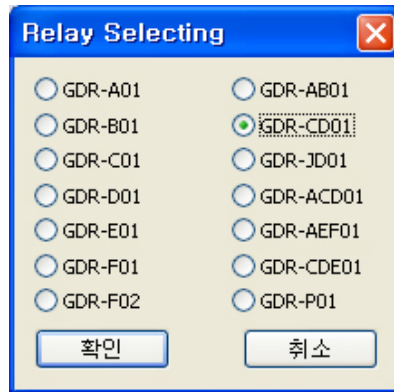 Relay Selecting
GDR-A01 GDR-AB01
GDR-B01 GDR-CD01
GDR-C01 GDR-JD01
GDR-D01 GDR-ACD01
GDR-E01 GDR-AEF01
GDR-F01 GDR-CDE01
GDR-F02 GDR-P01
확인 취소